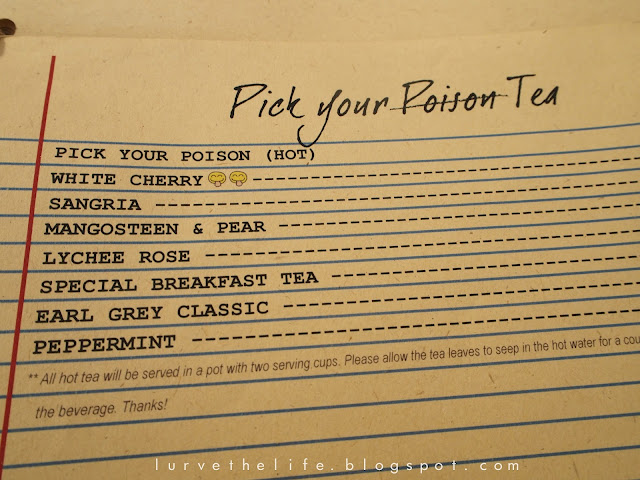 Pick your Poison Tea
PICK YOUR POISON (HOT)
WHITE CHERRY
SANGRIA
MANGOSTEEN & PEAR
LYCHEE ROSE
SPECIAL BREAKFAST TEA
EARL GREY CLASSIC
PEPPERMINT
** All hot tea will be served in a pot with two serving cups. Please allow the tea leaves to seep in the hot water for a cou
the beverage. Thanks!
lurvethelife.blogspot.com